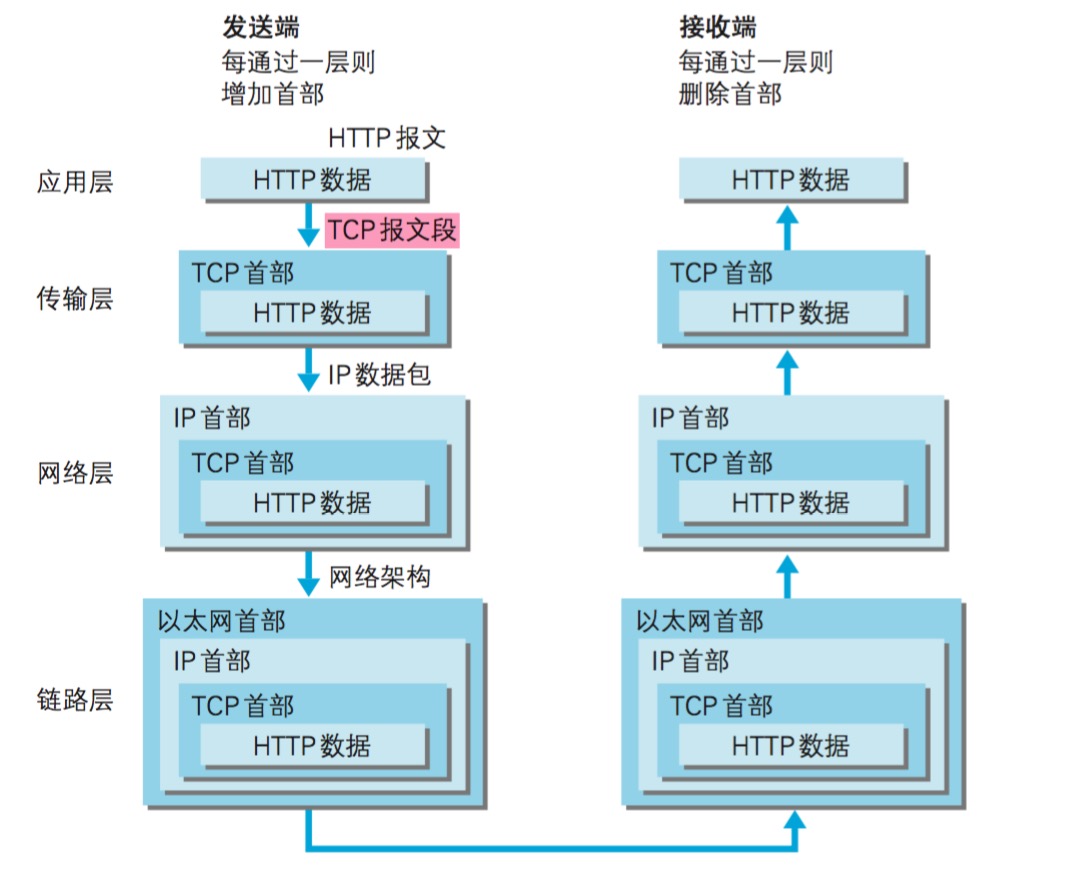 发送端
每通过一层则
增加首部
接收端
每通过一层则
删除首部
HTTP 报文
应用层
HTTP 数据
HTTP 数据
TCP 报文段
传输层
TCP 首部
HTTP 数据
TCP 首部
HTTP 数据
IP 数据包
网络层
IP 首部
TCP 首部
HTTP 数据
IP 首部
TCP 首部
HTTP 数据
网络架构
链路层
以太网首部
IP 首部
TCP 首部
HTTP 数据
以太网首部
IP 首部
TCP 首部
HTTP 数据